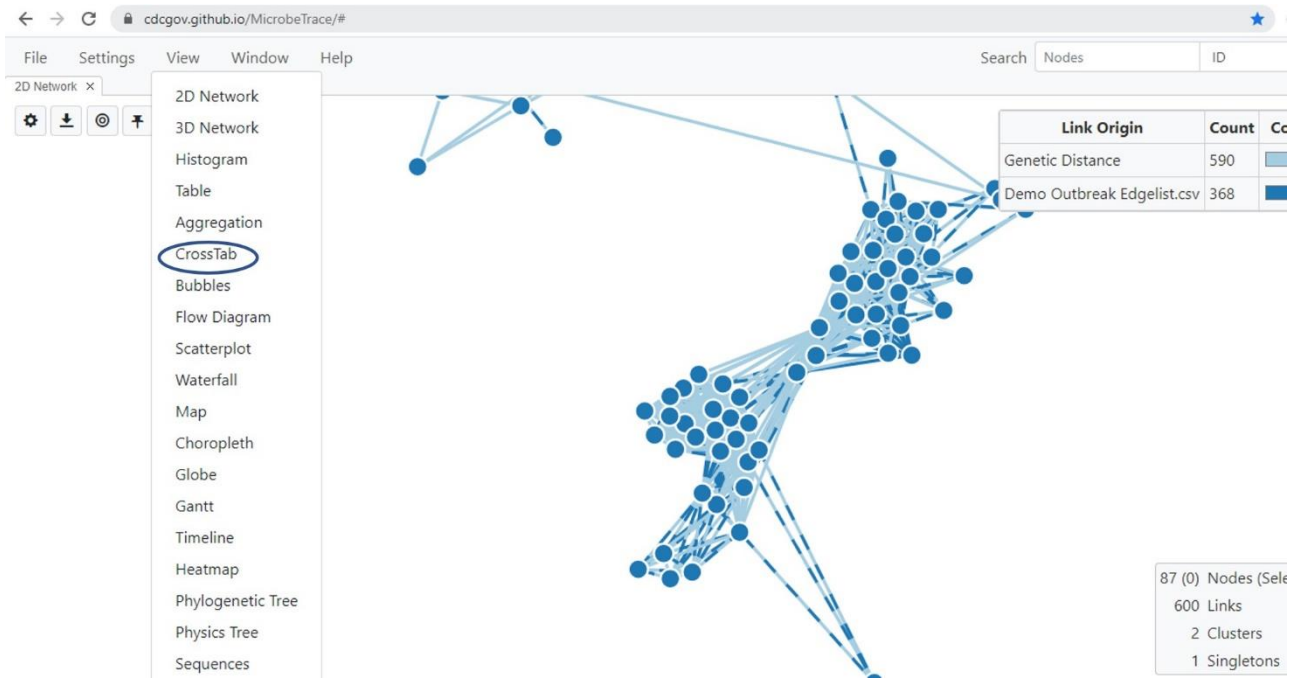 cdcgov.github.io/MicrobeTrace/#
File Settings View Window Help Search Nodes ID
2D Network ×
2D Network
3D Network
Histogram
Table
Aggregation
CrossTab
Bubbles
Flow Diagram
Scatterplot
Waterfall
Map
Choropleth
Globe
Gantt
Timeline
Heatmap
Phylogenetic Tree
Physics Tree
Sequences
Link Origin Count Co
Genetic Distance 590
Demo Outbreak Edgelist.csv 368
87 (0) Nodes (Sele
600 Links
2 Clusters
1 Singletons